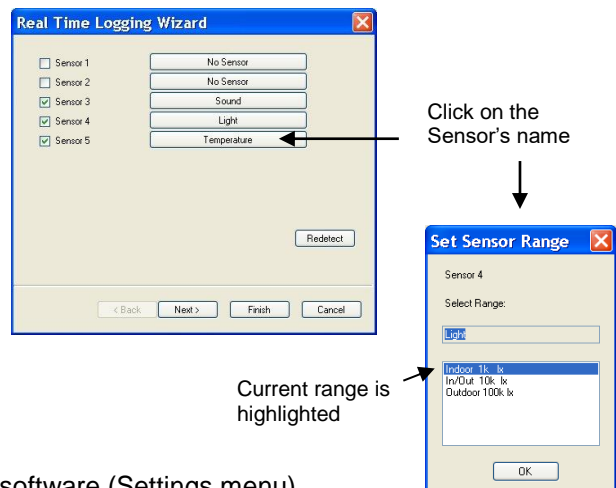 Real Time Logging Wizard
Sensor 1 No Sensor
Sensor 2 No Sensor
Sensor 3 Sound
Sensor 4 Light
Sensor 5 Temperature
Redetect
< Back Next > Finish Cancel
Click on the
Sensor's name
Set Sensor Range
Sensor 4
Select Range:
Light
Indoor 1k lx
In/Out 10k lx
Outdoor 100k lx
OK
Current range is
highlighted
software (Settings menu)